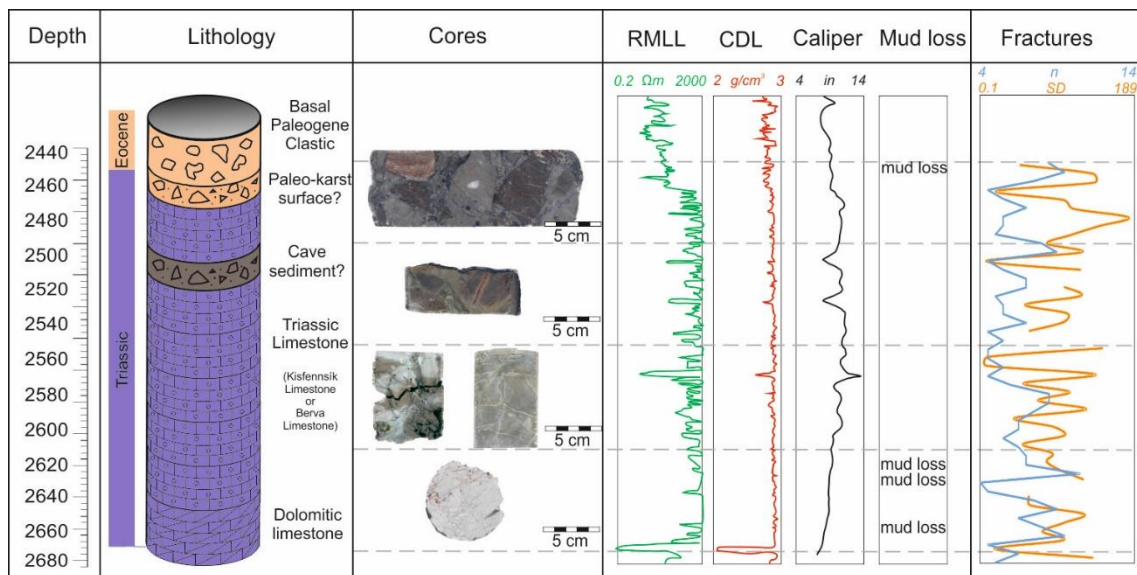 Depth
Lithology
Cores
RMLL
CDL
Caliper
Mud loss
Fractures
0.2 Ωm 2000
2 g/cm³ 3
4 in 14
4 n 14
0.1 SD 189
2440
2460
2480
2500
2520
2540
2560
2580
2600
2620
2640
2660
2680
Eocene
Triassic
Basal
Paleogene
Clastic
Paleo-karst
surface?
Cave
sediment?
Triassic
Limestone
(Kisfennsík
Limestone
or
Berva
Limestone)
Dolomitic
limestone
5 cm
5 cm
5 cm
5 cm
mud loss
mud loss
mud loss
mud loss